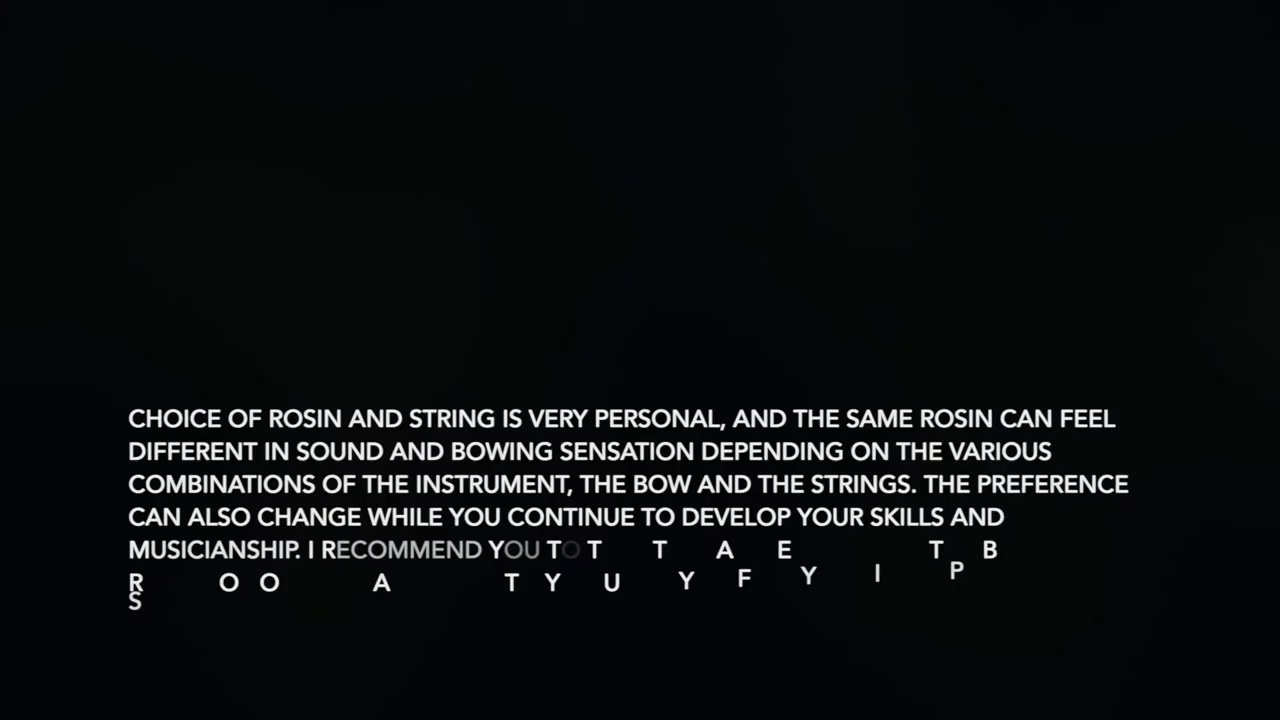 CHOICE OF ROSIN AND STRING IS VERY PERSONAL, AND THE SAME ROSIN CAN FEEL
DIFFERENT IN SOUND AND BOWING SENSATION DEPENDING ON THE VARIOUS
COMBINATIONS OF THE INSTRUMENT, THE BOW AND THE STRINGS. THE PREFERENCE
CAN ALSO CHANGE WHILE YOU CONTINUE TO DEVELOP YOUR SKILLS AND
MUSICIANSHIP. I RECOMMEND YOU TO T T A E T B
R O O A T Y U Y F Y I P
S